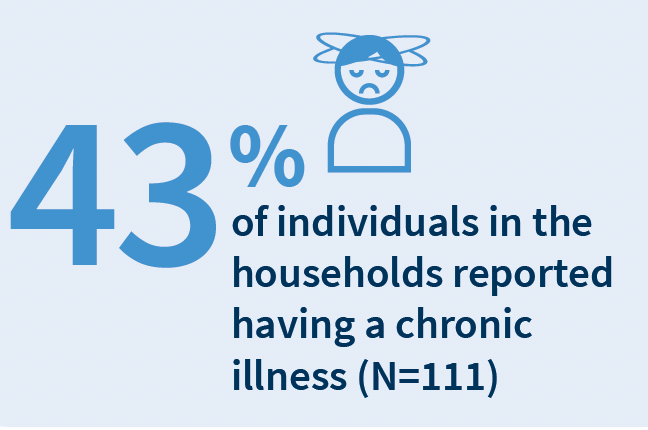 43%
of individuals in the
households reported
having a chronic
illness (N=111)